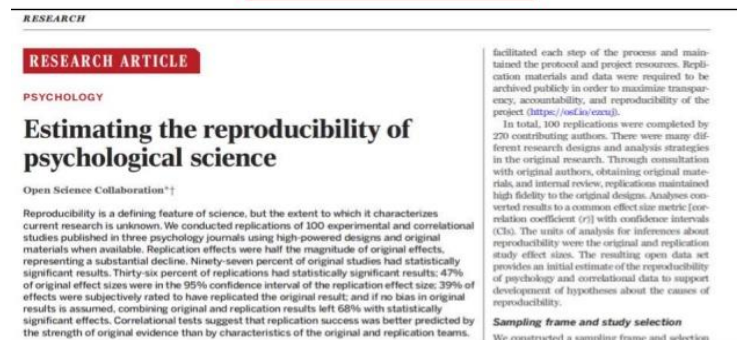 RESEARCH
RESEARCH ARTICLE
PSYCHOLOGY
Estimating the reproducibility of
psychological science
Open Science Collaboration*†
Reproducibility is a defining feature of science, but the extent to which it characterizes
current research is unknown. We conducted replications of 100 experimental and correlational
studies published in three psychology journals using high-powered designs and original
materials when available. Replication effects were half the magnitude of original effects,
representing a substantial decline. Ninety-seven percent of original studies had statistically
significant results. Thirty-six percent of replications had statistically significant results; 47%
of original effect sizes were in the 95% confidence interval of the replication effect size; 39% of
effects were subjectively rated to have replicated the original result; and if no bias in original
results is assumed, combining original and replication results left 68% with statistically
significant effects. Correlational tests suggest that replication success was better predicted by
the strength of original evidence than by characteristics of the original and replication teams.
facilitated each step of the process and main-
tained the protocol and project resources. Repli-
cation materials and data were required to be
archived publicly in order to maximize transpar-
ency, accountability, and reproducibility of the
project (https://osf.io/ezcuj).
In total, 100 replications were completed by
270 contributing authors. There were many dif-
ferent research designs and analysis strategies
in the original research. Through consultation
with original authors, obtaining original mate-
rials, and internal review, replications maintained
high fidelity to the original designs. Analyses con-
verted results to a common effect size metric [cor-
relation coefficient (r)] with confidence intervals
(CIs). The units of analysis for inferences about
reproducibility were the original and replication
study effect sizes. The resulting open data set
provides an initial estimate of the reproducibility
of psychology and correlational data to support
development of hypotheses about the causes of
reproducibility.
Sampling frame and study selection
We constructed a sampling frame and selection